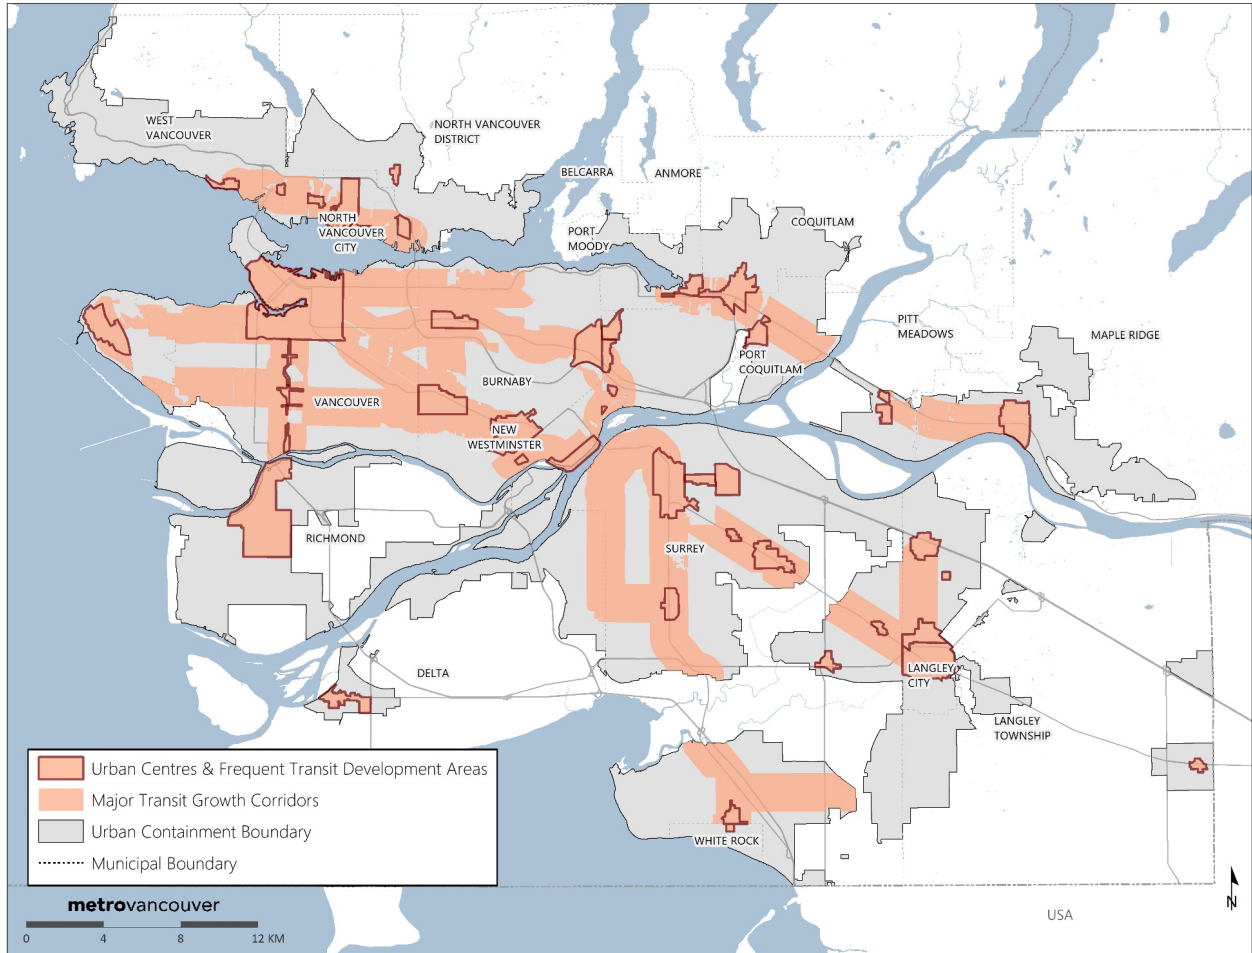 WEST
VANCOUVER
NORTH VANCOUVER
DISTRICT
BELCARRA
ANMORE
NORTH
VANCOUVER
CITY
PORT
MOODY
COQUITLAM
PITT
MEADOWS
MAPLE RIDGE
PORT
COQUITLAM
BURNABY
VANCOUVER
NEW
WESTMINSTER
RICHMOND
SURREY
DELTA
LANGLEY
CITY
LANGLEY
TOWNSHIP
WHITE ROCK
USA
Urban Centres & Frequent Transit Development Areas
Major Transit Growth Corridors
Urban Containment Boundary
Municipal Boundary
metrovancouver
0 4 8 12 KM
N